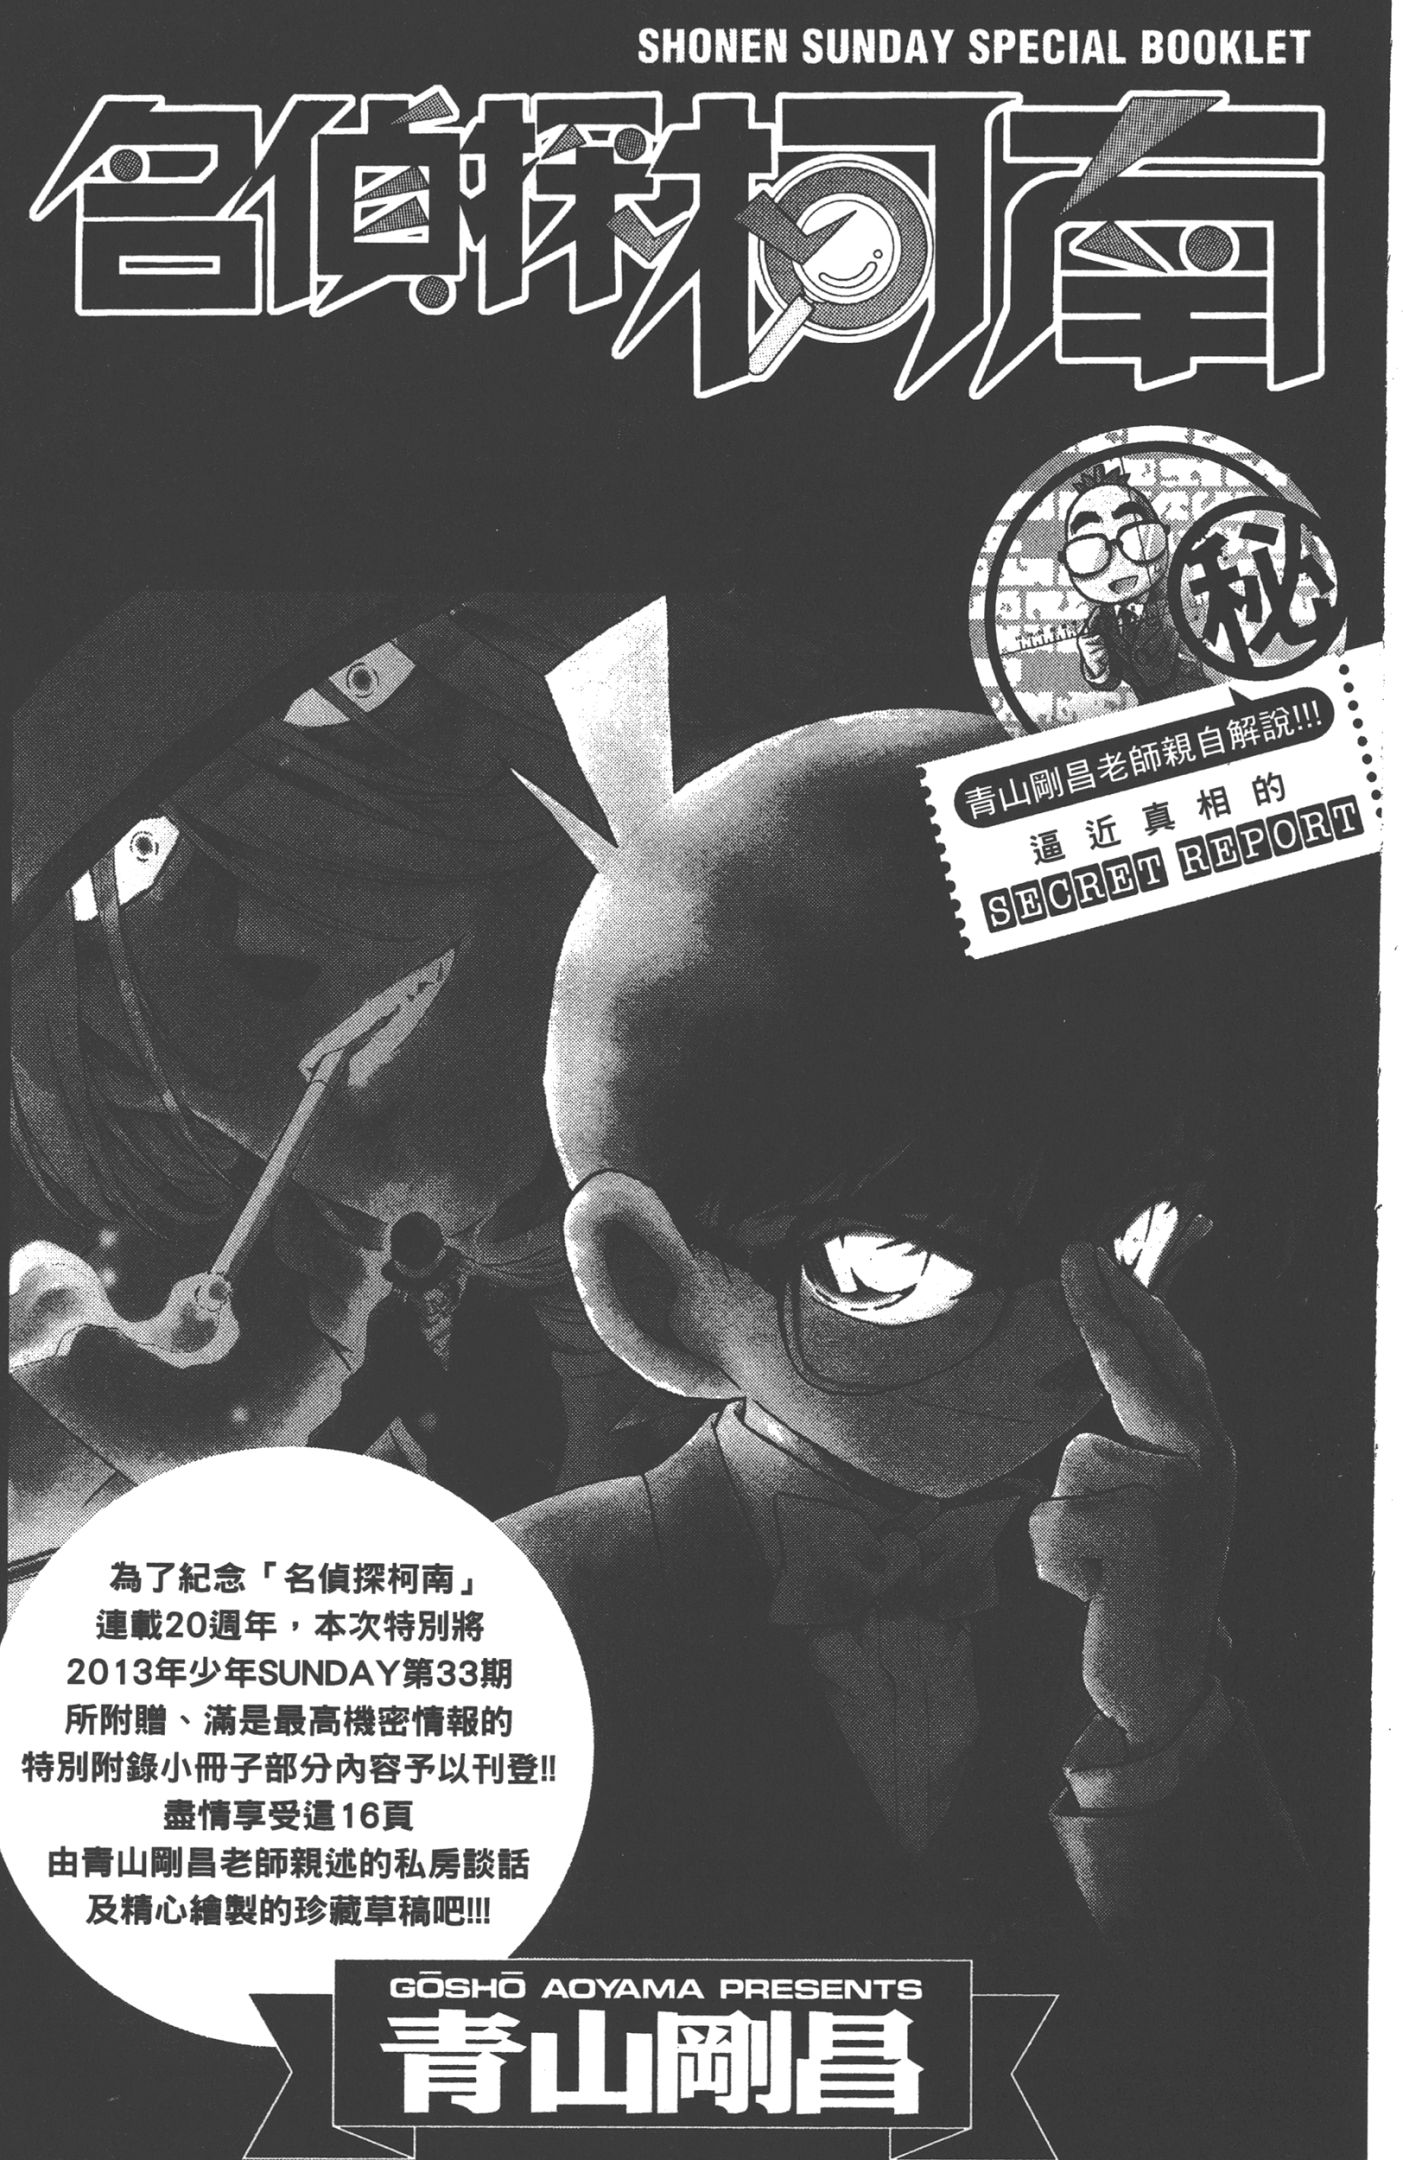 SHONEN SUNDAY SPECIAL BOOKLET
名偵探柯南
秘
青山剛昌老師親自解說!!!
逼近真相的
SECRET REPORT
為了紀念「名偵探柯南」
連載20週年，本次特別將
2013年少年SUNDAY第33期
所附贈、滿是最高機密情報的
特別附錄小冊子部分內容予以刊登!!
盡情享受這16頁
由青山剛昌老師親述的私房談話
及精心繪製的珍藏草稿吧!!!
GŌSHŌ AOYAMA PRESENTS
青山剛昌